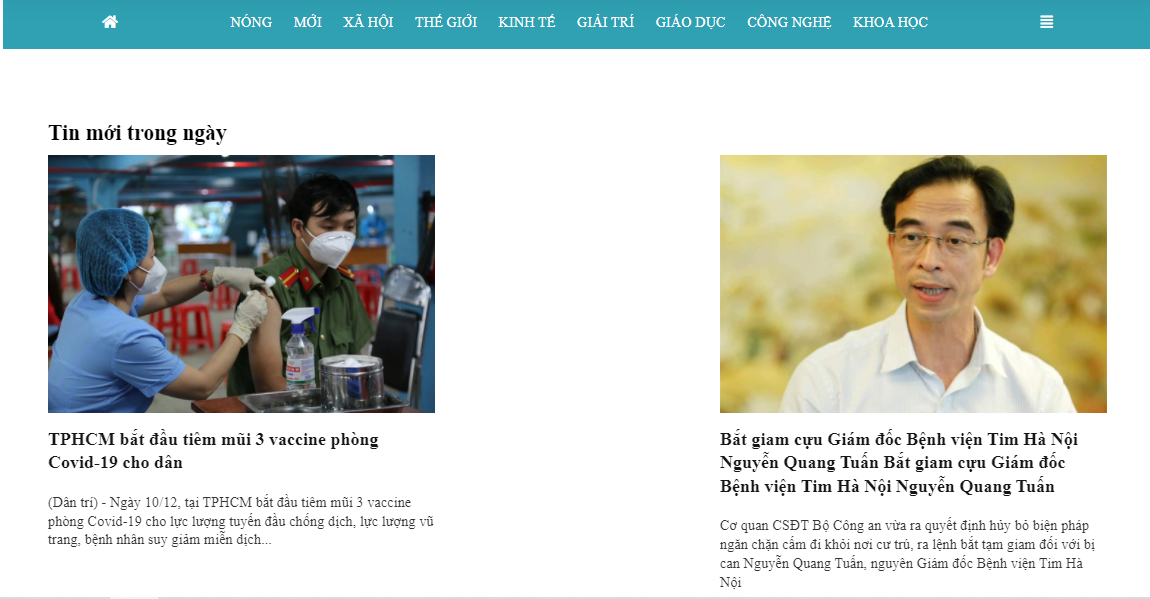 NÓNG MỚI XÃ HỘI THẾ GIỚI KINH TẾ GIẢI TRÍ GIÁO DỤC CÔNG NGHỆ KHOA HỌC
Tin mới trong ngày
TPHCM bắt đầu tiêm mũi 3 vaccine phòng
Covid-19 cho dân
(Dân trí) - Ngày 10/12, tại TPHCM bắt đầu tiêm mũi 3 vaccine
phòng Covid-19 cho lực lượng tuyến đầu chống dịch, lực lượng vũ
trang, bệnh nhân suy giảm miễn dịch...
Bắt giam cựu Giám đốc Bệnh viện Tim Hà Nội
Nguyễn Quang Tuấn Bắt giam cựu Giám đốc
Bệnh viện Tim Hà Nội Nguyễn Quang Tuấn
Cơ quan CSĐT Bộ Công an vừa ra quyết định hủy bỏ biện pháp
ngăn chặn cấm đi khỏi nơi cư trú, ra lệnh bắt tạm giam đối với bị
can Nguyễn Quang Tuấn, nguyên Giám đốc Bệnh viện Tim Hà
Nội